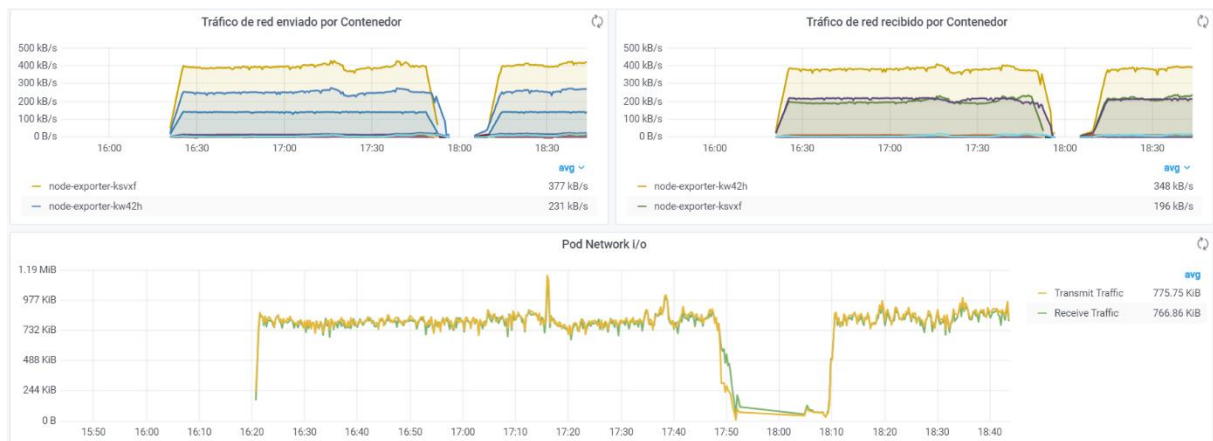 Tráfico de red enviado por Contenedor
500 kB/s
400 kB/s
300 kB/s
200 kB/s
100 kB/s
0 B/s
16:00 16:30 17:00 17:30 18:00 18:30
avg
node-exporter-ksvxf 377 kB/s
node-exporter-kw42h 231 kB/s
Tráfico de red recibido por Contenedor
500 kB/s
400 kB/s
300 kB/s
200 kB/s
100 kB/s
0 B/s
16:00 16:30 17:00 17:30 18:00 18:30
avg
node-exporter-kw42h 348 kB/s
node-exporter-ksvxf 196 kB/s
Pod Network i/o
1.19 MiB
977 KiB
732 KiB
488 KiB
244 KiB
0 B
15:50 16:00 16:10 16:20 16:30 16:40 16:50 17:00 17:10 17:20 17:30 17:40 17:50 18:00 18:10 18:20 18:30 18:40
avg
Transmit Traffic 775.75 KiB
Receive Traffic 766.86 KiB